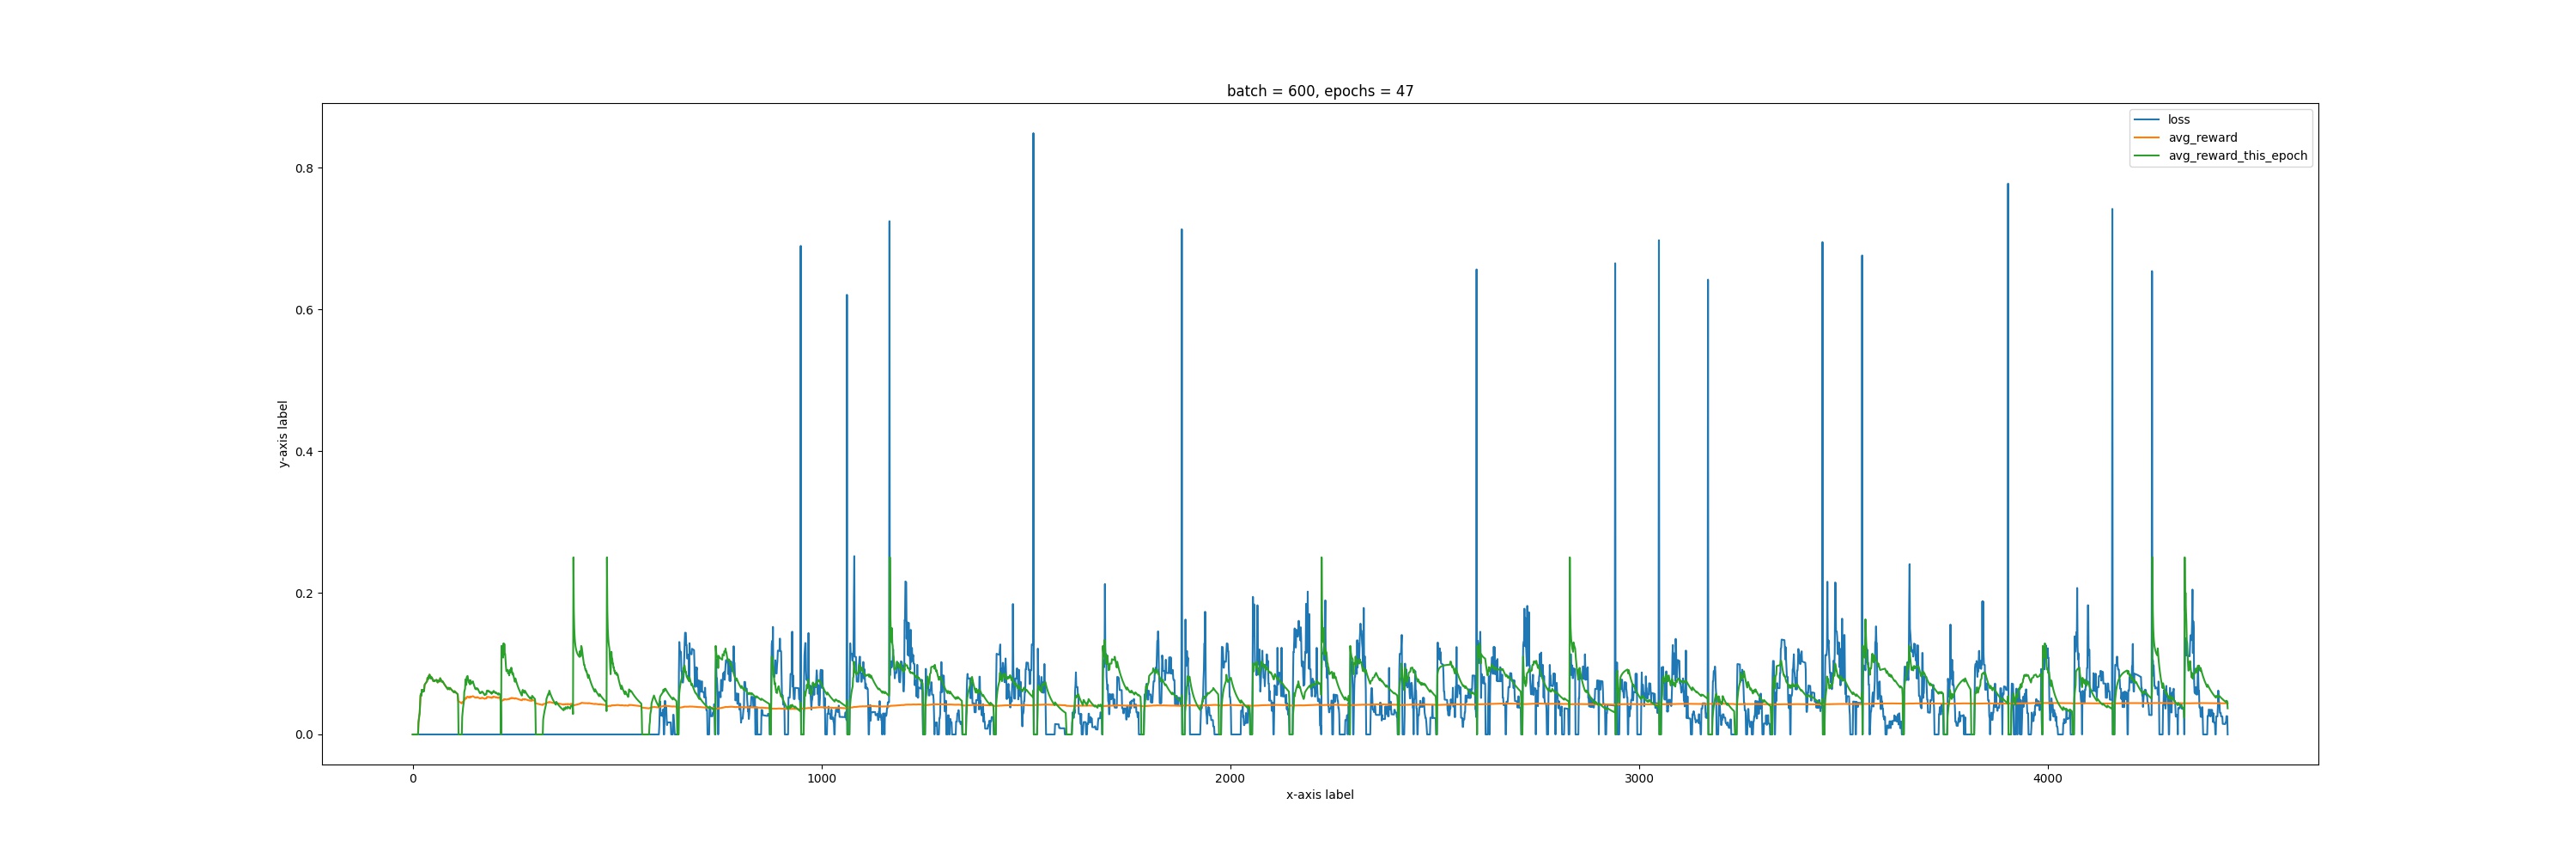 batch = 600, epochs = 47
loss
avg_reward
avg_reward_this_epoch
0.8
0.6
0.4
0.2
0.0
y-axis label
0 1000 2000 3000 4000
x-axis label